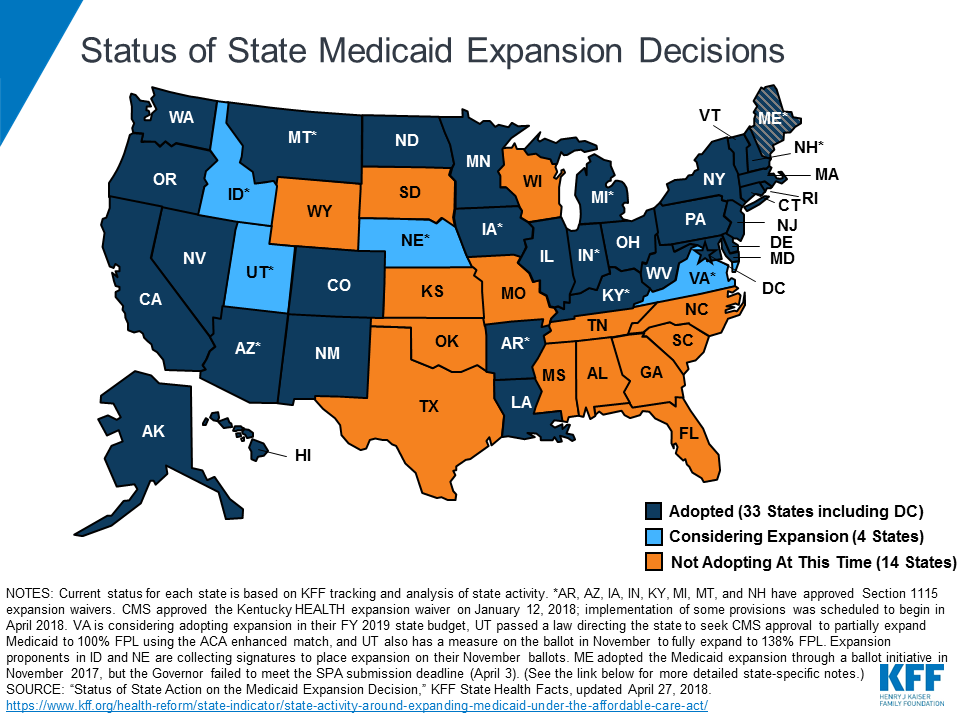 Status of State Medicaid Expansion Decisions
WA
MT*
ND
MN
VT
ME*
NH*
OR
ID*
SD
WI
MI*
NY
MA
WY
CT
RI
IA*
PA
NJ
NE*
OH
DE
NV
IL
IN*
MD
UT*
CO
WV
VA*
DC
CA
KS
MO
KY*
NC
TN
AZ*
NM
OK
AR*
SC
MS
AL
GA
TX
LA
AK
FL
HI
Adopted (33 States including DC)
Considering Expansion (4 States)
Not Adopting At This Time (14 States)
NOTES: Current status for each state is based on KFF tracking and analysis of state activity. *AR, AZ, IA, IN, KY, MI, MT, and NH have approved Section 1115
expansion waivers. CMS approved the Kentucky HEALTH expansion waiver on January 12, 2018; implementation of some provisions was scheduled to begin in
April 2018. VA is considering adopting expansion in their FY 2019 state budget, UT passed a law directing the state to seek CMS approval to partially expand
Medicaid to 100% FPL using the ACA enhanced match, and UT also has a measure on the ballot in November to fully expand to 138% FPL. Expansion
proponents in ID and NE are collecting signatures to place expansion on their November ballots. ME adopted the Medicaid expansion through a ballot initiative in
November 2017, but the Governor failed to meet the SPA submission deadline (April 3). (See the link below for more detailed state-specific notes.)
SOURCE: “Status of State Action on the Medicaid Expansion Decision,” KFF State Health Facts, updated April 27, 2018.
https://www.kff.org/health-reform/state-indicator/state-activity-around-expanding-medicaid-under-the-affordable-care-act/
KFF
HENRY J KAISER
FAMILY FOUNDATION